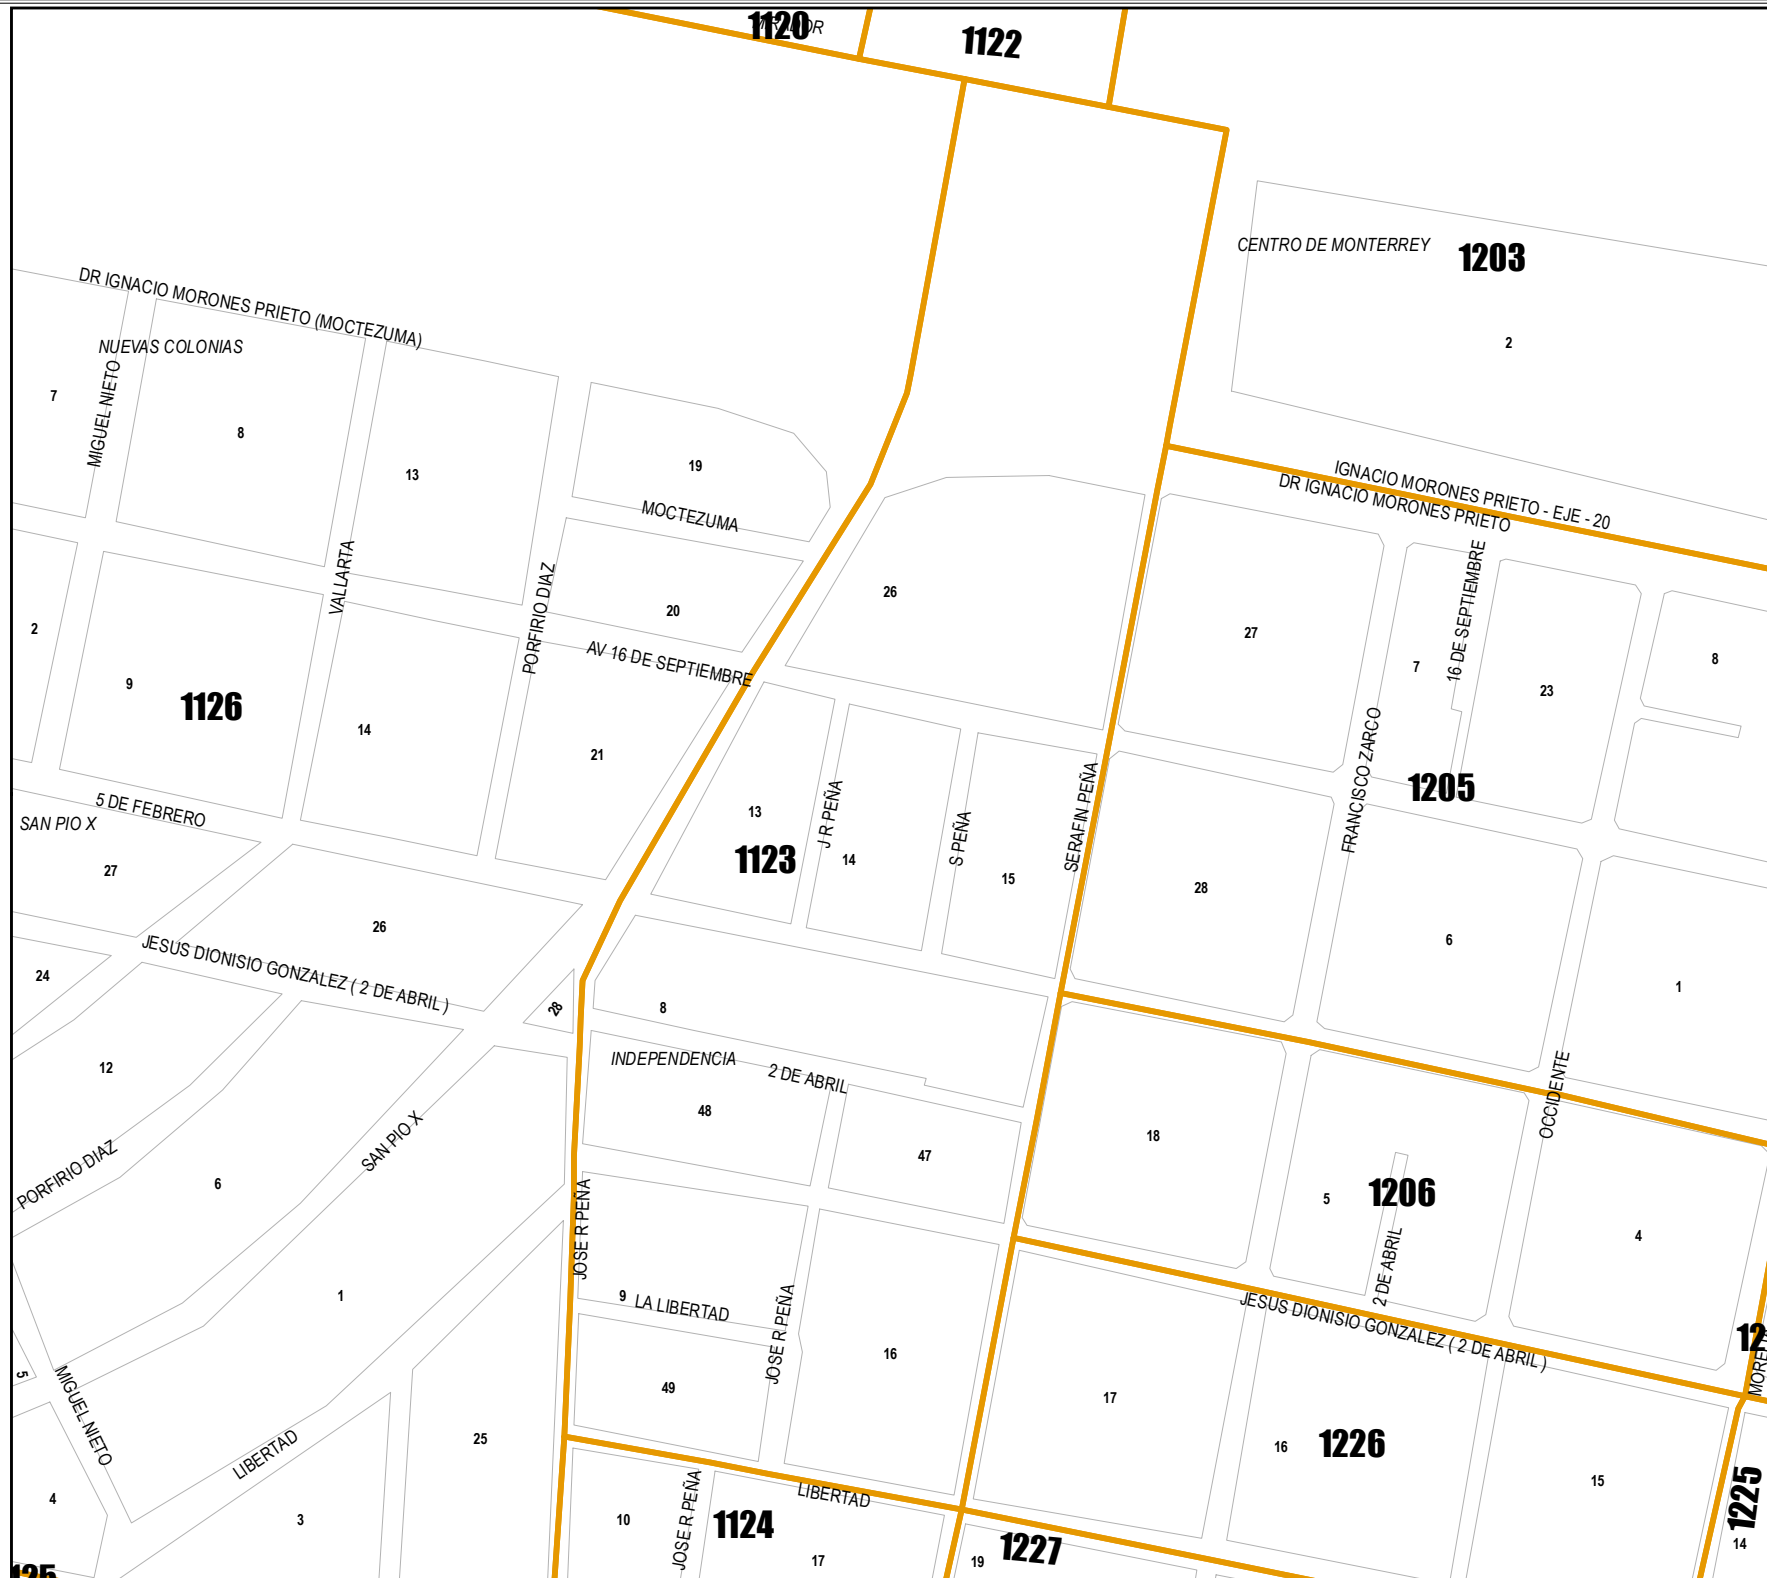 1120
MIRADOR
1122
CENTRO DE MONTERREY
1203
2
DR IGNACIO MORONES PRIETO (MOCTEZUMA)
NUEVAS COLONIAS
7
MIGUEL NIETO
8
13
19
MOCTEZUMA
IGNACIO MORONES PRIETO - EJE - 20
DR IGNACIO MORONES PRIETO
16 DE SEPTIEMBRE
VALLARTA
PORFIRIO DIAZ
20
26
27
7
23
8
2
AV 16 DE SEPTIEMBRE
9
1126
14
21
FRANCISCO ZARCO
1205
5 DE FEBRERO
SAN PIO X
27
13
1123
J R PEÑA
14
S PEÑA
15
SERAFIN PEÑA
28
6
1
26
JESUS DIONISIO GONZALEZ ( 2 DE ABRIL )
24
28
8
INDEPENDENCIA
2 DE ABRIL
12
48
47
18
OCCIDENTE
SAN PIO X
PORFIRIO DIAZ
6
JOSE R PEÑA
5
1206
2 DE ABRIL
4
1
9
LA LIBERTAD
JOSE R PEÑA
16
JESUS DIONISIO GONZALEZ ( 2 DE ABRIL )
12
5
MIGUEL NIETO
49
17
16
1226
15
LIBERTAD
25
4
3
10
JOSE R PEÑA
1124
LIBERTAD
17
19
1227
1225
14